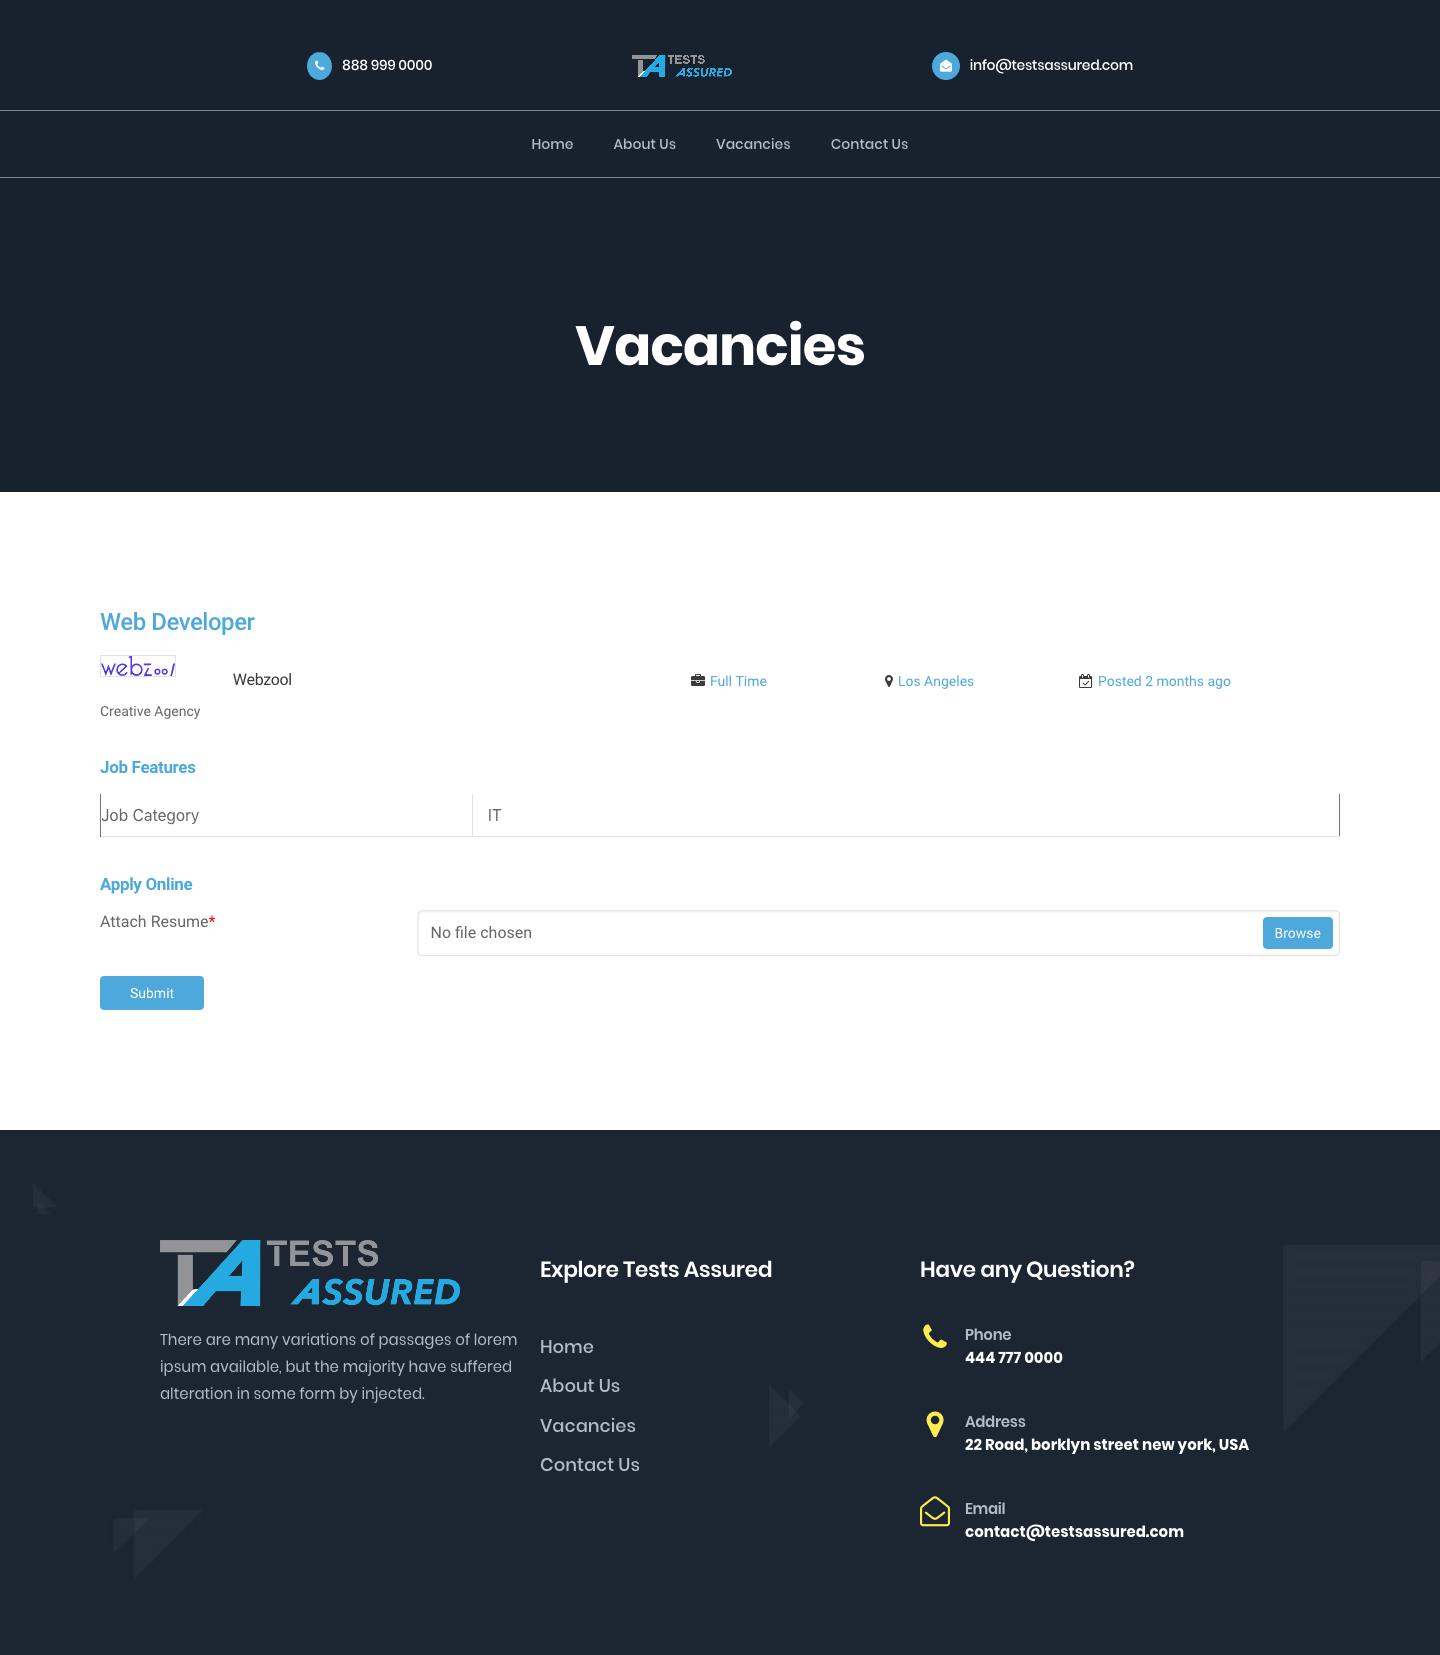 888 999 0000
TA TESTS ASSURED
info@testsassured.com
Home About Us Vacancies Contact Us
Vacancies
Web Developer
webzool
Webzool
Full Time
Los Angeles
Posted 2 months ago
Creative Agency
Job Features
Job Category IT
Apply Online
Attach Resume*
No file chosen
Browse
Submit
TA TESTS
ASSURED
There are many variations of passages of lorem
ipsum available, but the majority have suffered
alteration in some form by injected.
Explore Tests Assured
Home
About Us
Vacancies
Contact Us
Have any Question?
Phone
444 777 0000
Address
22 Road, borklyn street new york, USA
Email
contact@testsassured.com